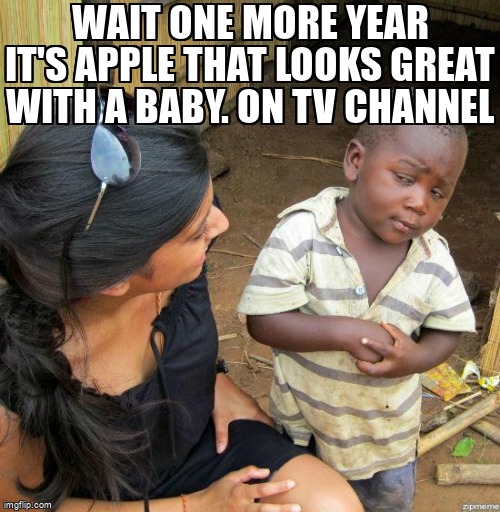 WAIT ONE MORE YEAR
IT'S APPLE THAT LOOKS GREAT
WITH A BABY. ON TV CHANNEL
imgflip.com
zipmeme